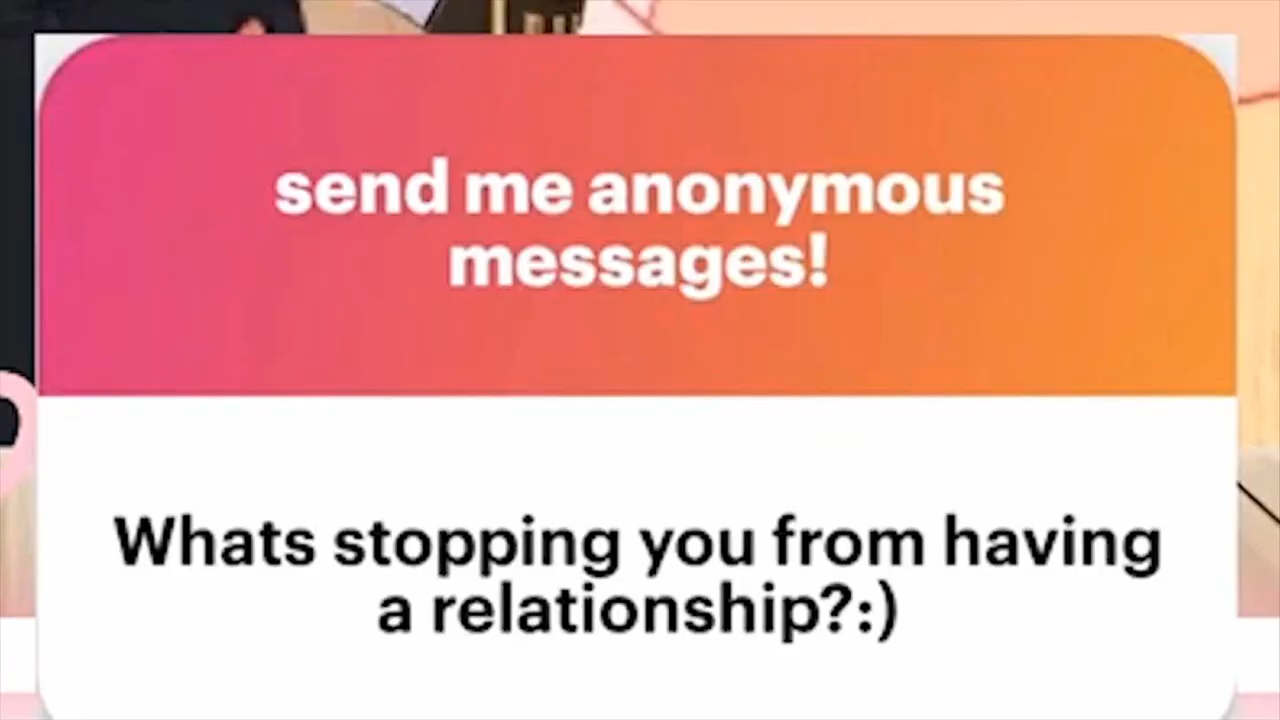 send me anonymous
messages!
Whats stopping you from having
a relationship?:)